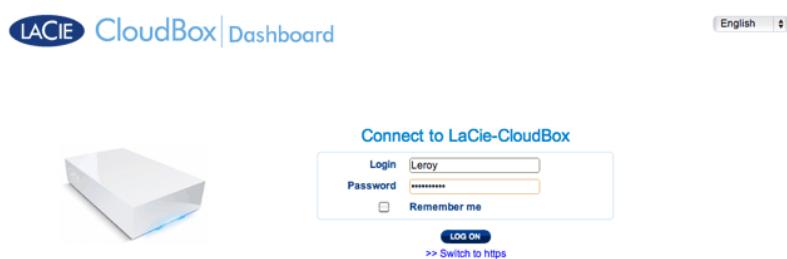 LACIE CloudBox Dashboard
English
Connect to LaCie-CloudBox
Login Leroy
Password ••••••••••
Remember me
LOG ON
>> Switch to https